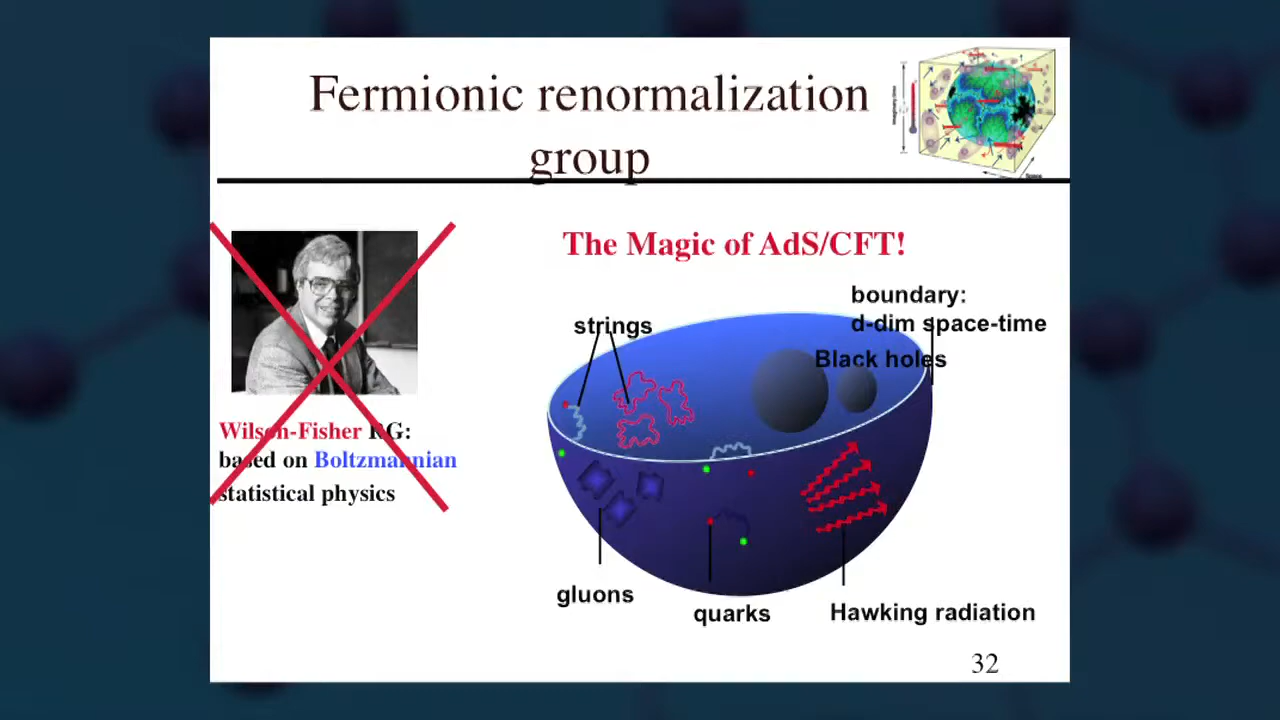 Fermionic renormalization
group
The Magic of AdS/CFT!
Wilson-Fisher RG:
based on Boltzmannian
statistical physics
boundary:
d-dim space-time
strings
Black holes
gluons
quarks
Hawking radiation
32